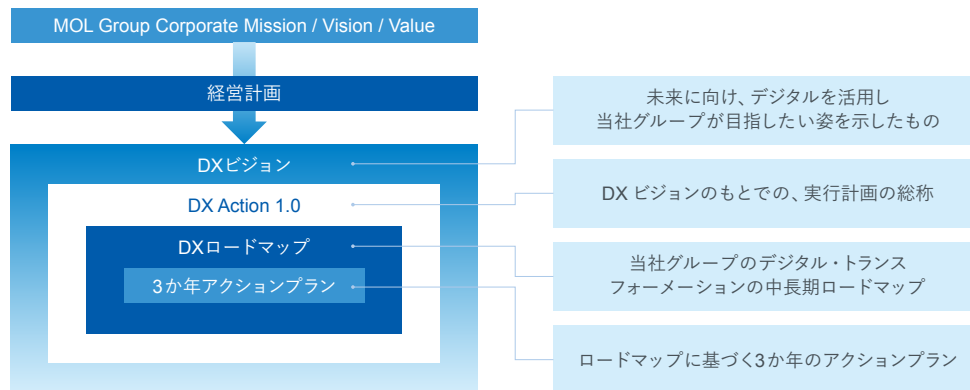 MOL Group Corporate Mission / Vision / Value
経営計画
DXビジョン
DX Action 1.0
DXロードマップ
3か年アクションプラン
未来に向け、デジタルを活用し
当社グループが目指したい姿を示したもの
DX ビジョンのもとでの、実行計画の総称
当社グループのデジタル・トランス
フォーメーションの中長期ロードマップ
ロードマップに基づく3か年のアクションプラン